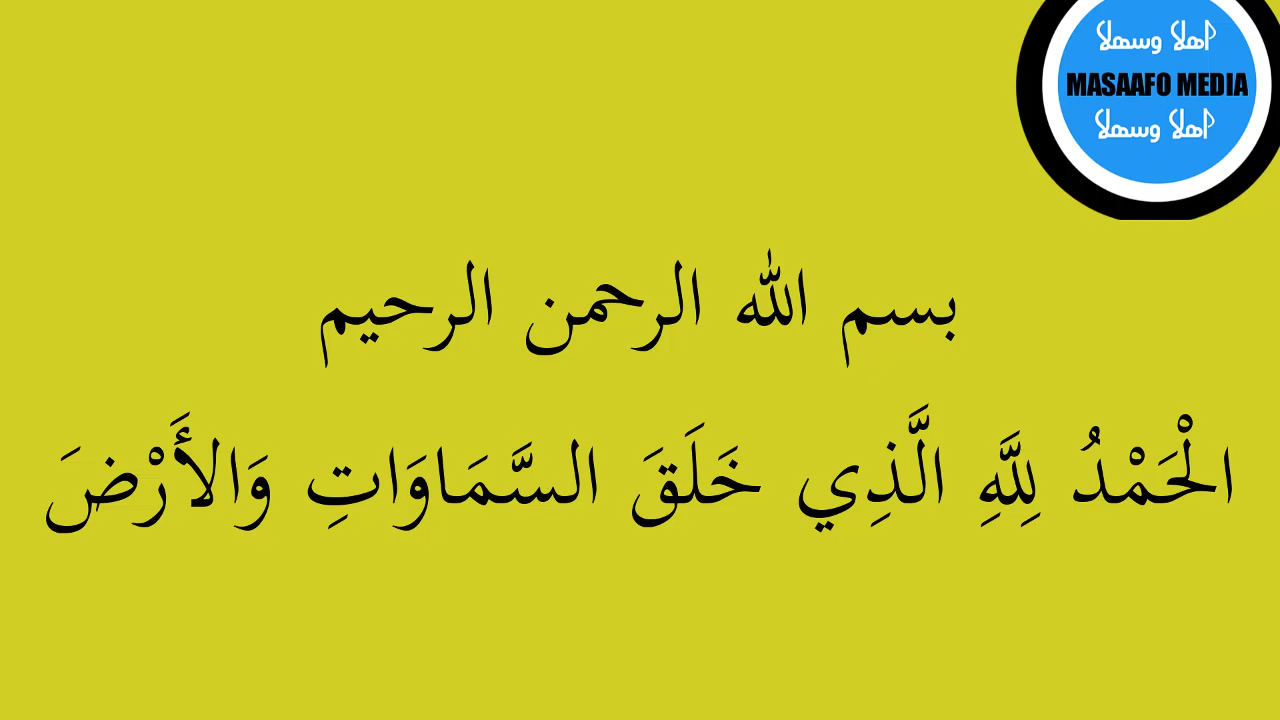 اهلا وسهلا
MASAAFO MEDIA
اهلا وسهلا
بسم الله الرحمن الرحيم
الْحَمْدُ لِلَّهِ الَّذِي خَلَقَ السَّمَاوَاتِ وَالأَرْضَ